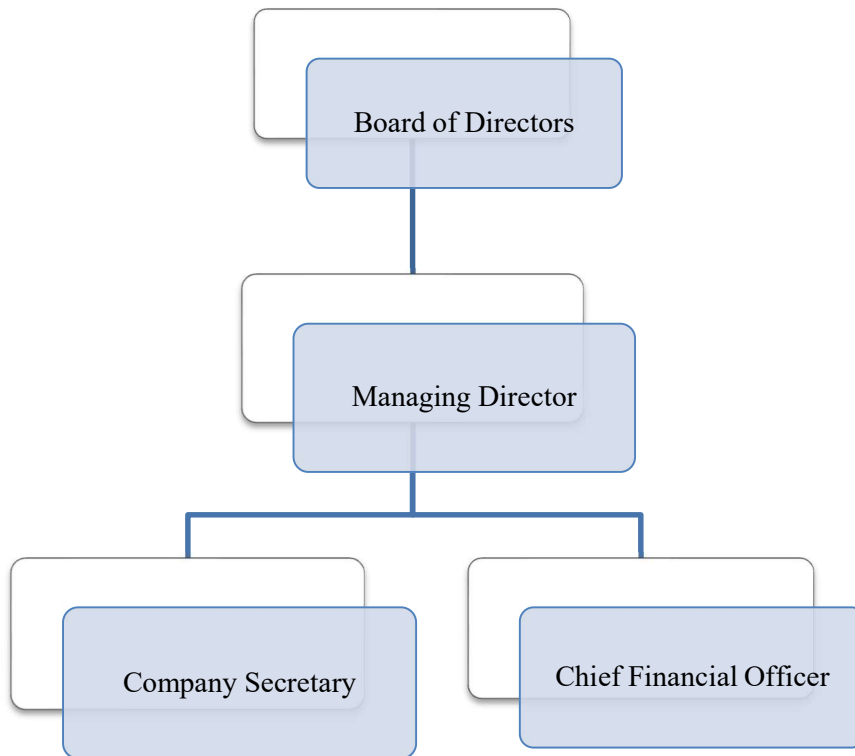 Board of Directors
Managing Director
Company Secretary
Chief Financial Officer